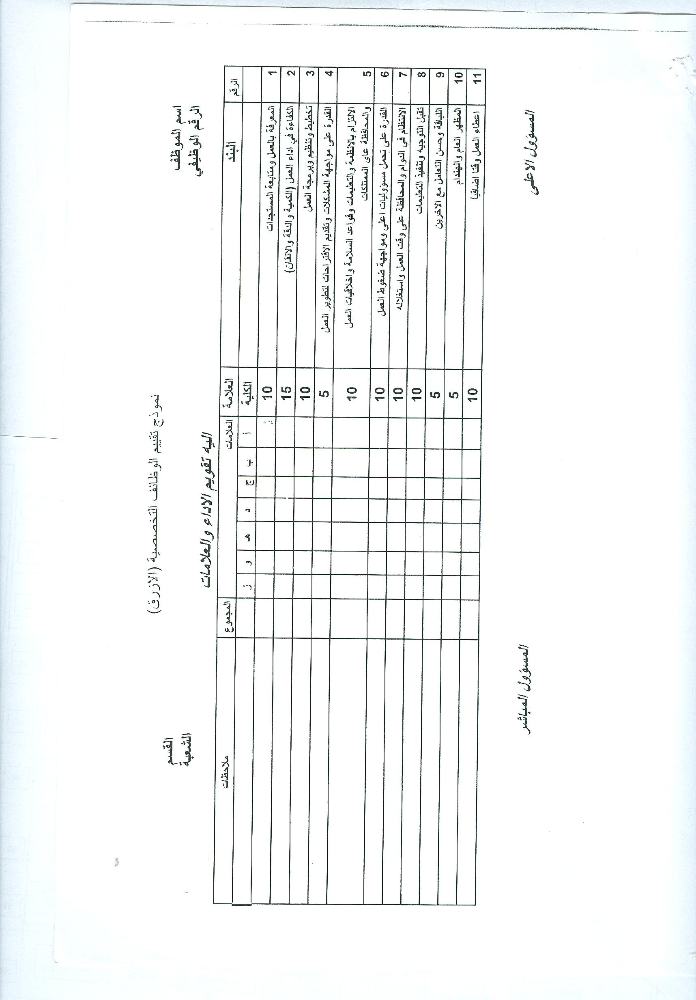 نموذج تقييم الوظائف التخصصية (الازرق)
اسم الموظف القسم
الرقم الوظيفي الشعبة
اليه تقويم الاداء والعلامات
الرقم البند العلامة العلامات المجموع ملاحظات
الكلية ا ب ج د هـ و ز
1 المعرفة بالعمل ومتابعة المستجدات 10
2 الكفاءة في اداء العمل (الكمية والدقة والاتقان) 15
3 تخطيط وتنظيم وبرمجة العمل 10
4 القدرة على مواجهة المشكلات وتقديم الاقتراحات لتطوير العمل 5
الالتزام بالانظمة والتعليمات وقواعد السلامة واخلاقيات العمل 10
5 والمحافظة عاى الممتلكات
6 القدرة على تحمل مسؤوليات اعلى ومواجهة ضغوط العمل 10
7 الانتظام في الدوام والمحافظة على وقت العمل واستغلاله 10
8 تقبل التوجيه وتنفيذ التعليمات 10
9 اللباقة وحسن التعامل مع الاخرين 5
10 المظهر العام والهندام 5
11 اعطاء العمل وقتا اضافيا 10
المسؤول الاعلى المسؤول المباشر